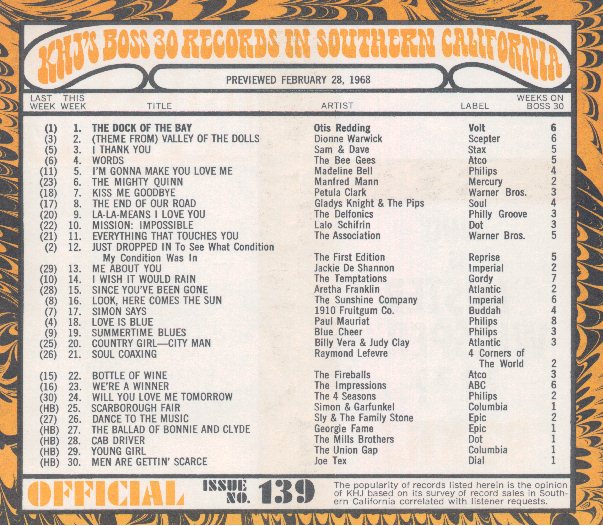 KHJ'S BOSS 30 RECORDS IN SOUTHERN CALIFORNIA
PREVIEWED FEBRUARY 28, 1968
LAST WEEK THIS WEEK TITLE ARTIST LABEL WEEKS ON BOSS 30
(1) 1. THE DOCK OF THE BAY Otis Redding Volt 6
(3) 2. (THEME FROM) VALLEY OF THE DOLLS Dionne Warwick Scepter 6
(5) 3. I THANK YOU Sam & Dave Stax 5
(6) 4. WORDS The Bee Gees Atco 5
(11) 5. I'M GONNA MAKE YOU LOVE ME Madeline Bell Philips 4
(23) 6. THE MIGHTY QUINN Manfred Mann Mercury 2
(18) 7. KISS ME GOODBYE Petula Clark Warner Bros. 3
(17) 8. THE END OF OUR ROAD Gladys Knight & The Pips Soul 4
(20) 9. LA-LA-MEANS I LOVE YOU The Delfonics Philly Groove 3
(22) 10. MISSION: IMPOSSIBLE Lalo Schifrin Dot 3
(21) 11. EVERYTHING THAT TOUCHES YOU The Association Warner Bros. 5
(2) 12. JUST DROPPED IN To See What Condition
My Condition Was In The First Edition Reprise 5
(29) 13. ME ABOUT YOU Jackie De Shannon Imperial 2
(10) 14. I WISH IT WOULD RAIN The Temptations Gordy 7
(28) 15. SINCE YOU'VE BEEN GONE Aretha Franklin Atlantic 2
(8) 16. LOOK, HERE COMES THE SUN The Sunshine Company Imperial 6
(7) 17. SIMON SAYS 1910 Fruitgum Co. Buddah 4
(4) 18. LOVE IS BLUE Paul Mauriat Philips 8
(9) 19. SUMMERTIME BLUES Blue Cheer Philips 3
(25) 20. COUNTRY GIRL—CITY MAN Billy Vera & Judy Clay Atlantic 3
(26) 21. SOUL COAXING Raymond Lefevre 4 Corners of
The World 2
(15) 22. BOTTLE OF WINE The Fireballs Atco 3
(16) 23. WE'RE A WINNER The Impressions ABC 6
(30) 24. WILL YOU LOVE ME TOMORROW The 4 Seasons Philips 2
(HB) 25. SCARBOROUGH FAIR Simon & Garfunkel Columbia 1
(27) 26. DANCE TO THE MUSIC Sly & The Family Stone Epic 2
(HB) 27. THE BALLAD OF BONNIE AND CLYDE Georgie Fame Epic 1
(HB) 28. CAB DRIVER The Mills Brothers Dot 1
(HB) 29. YOUNG GIRL The Union Gap Columbia 1
(HB) 30. MEN ARE GETTIN' SCARCE Joe Tex Dial 1
OFFICIAL ISSUE NO. 139
The popularity of records listed herein is the opinion
of KHJ based on its survey of record sales in South-
ern California correlated with listener requests.